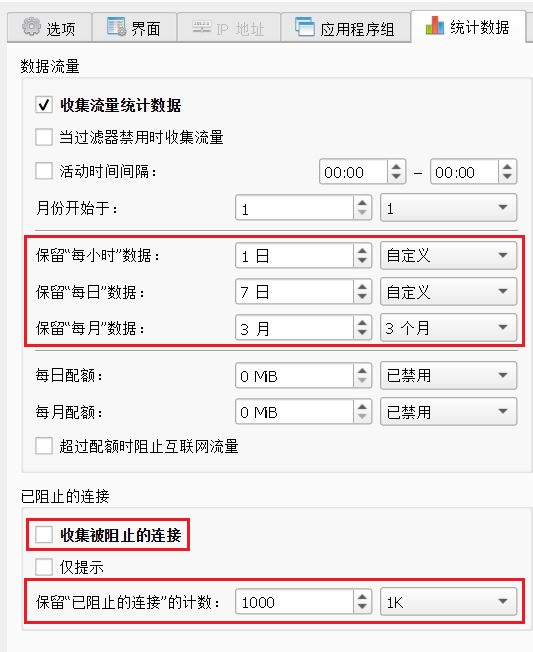 选项 界面 IP 地址 应用程序组 统计数据
数据流量
收集流量统计数据
当过滤器禁用时收集流量
活动时间间隔： 00:00 – 00:00
月份开始于： 1 1
保留“每小时”数据： 1 日 自定义
保留“每日”数据： 7 日 自定义
保留“每月”数据： 3 月 3 个月
每日配额： 0 MiB 已禁用
每月配额： 0 MiB 已禁用
超过配额时阻止互联网流量
已阻止的连接
收集被阻止的连接
仅提示
保留“已阻止的连接”的计数： 1000 1K